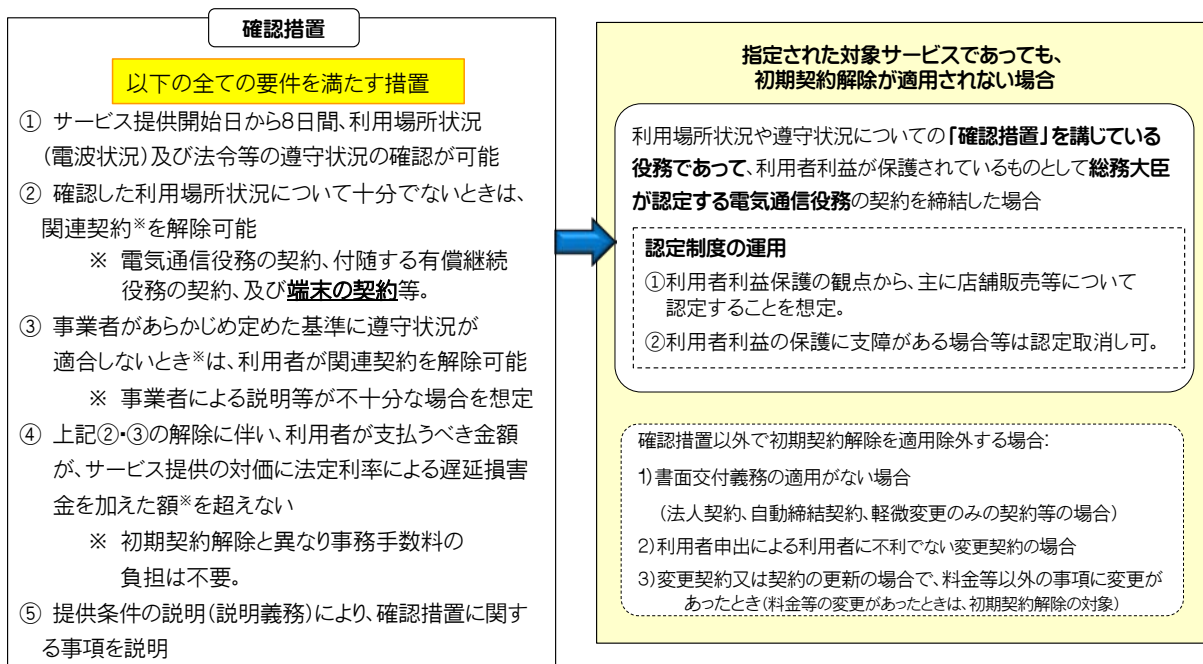 確認措置
以下の全ての要件を満たす措置
① サービス提供開始日から8日間、利用場所状況
(電波状況)及び法令等の遵守状況の確認が可能
② 確認した利用場所状況について十分でないときは、
関連契約※を解除可能
※ 電気通信役務の契約、付随する有償継続
役務の契約、及び端末の契約等。
③ 事業者があらかじめ定めた基準に遵守状況が
適合しないとき※は、利用者が関連契約を解除可能
※ 事業者による説明等が不十分な場合を想定
④ 上記②・③の解除に伴い、利用者が支払うべき金額
が、サービス提供の対価に法定利率による遅延損害
金を加えた額※を超えない
※ 初期契約解除と異なり事務手数料の
負担は不要。
⑤ 提供条件の説明(説明義務)により、確認措置に関す
る事項を説明
指定された対象サービスであっても、
初期契約解除が適用されない場合
利用場所状況や遵守状況についての「確認措置」を講じている
役務であって、利用者利益が保護されているものとして総務大臣
が認定する電気通信役務の契約を締結した場合
認定制度の運用
①利用者利益保護の観点から、主に店舗販売等について
認定することを想定。
②利用者利益の保護に支障がある場合等は認定取消し可。
確認措置以外で初期契約解除を適用除外する場合:
1)書面交付義務の適用がない場合
(法人契約、自動締結契約、軽微変更のみの契約等の場合)
2)利用者申出による利用者に不利でない変更契約の場合
3)変更契約又は契約の更新の場合で、料金等以外の事項に変更が
あったとき(料金等の変更があったときは、初期契約解除の対象)